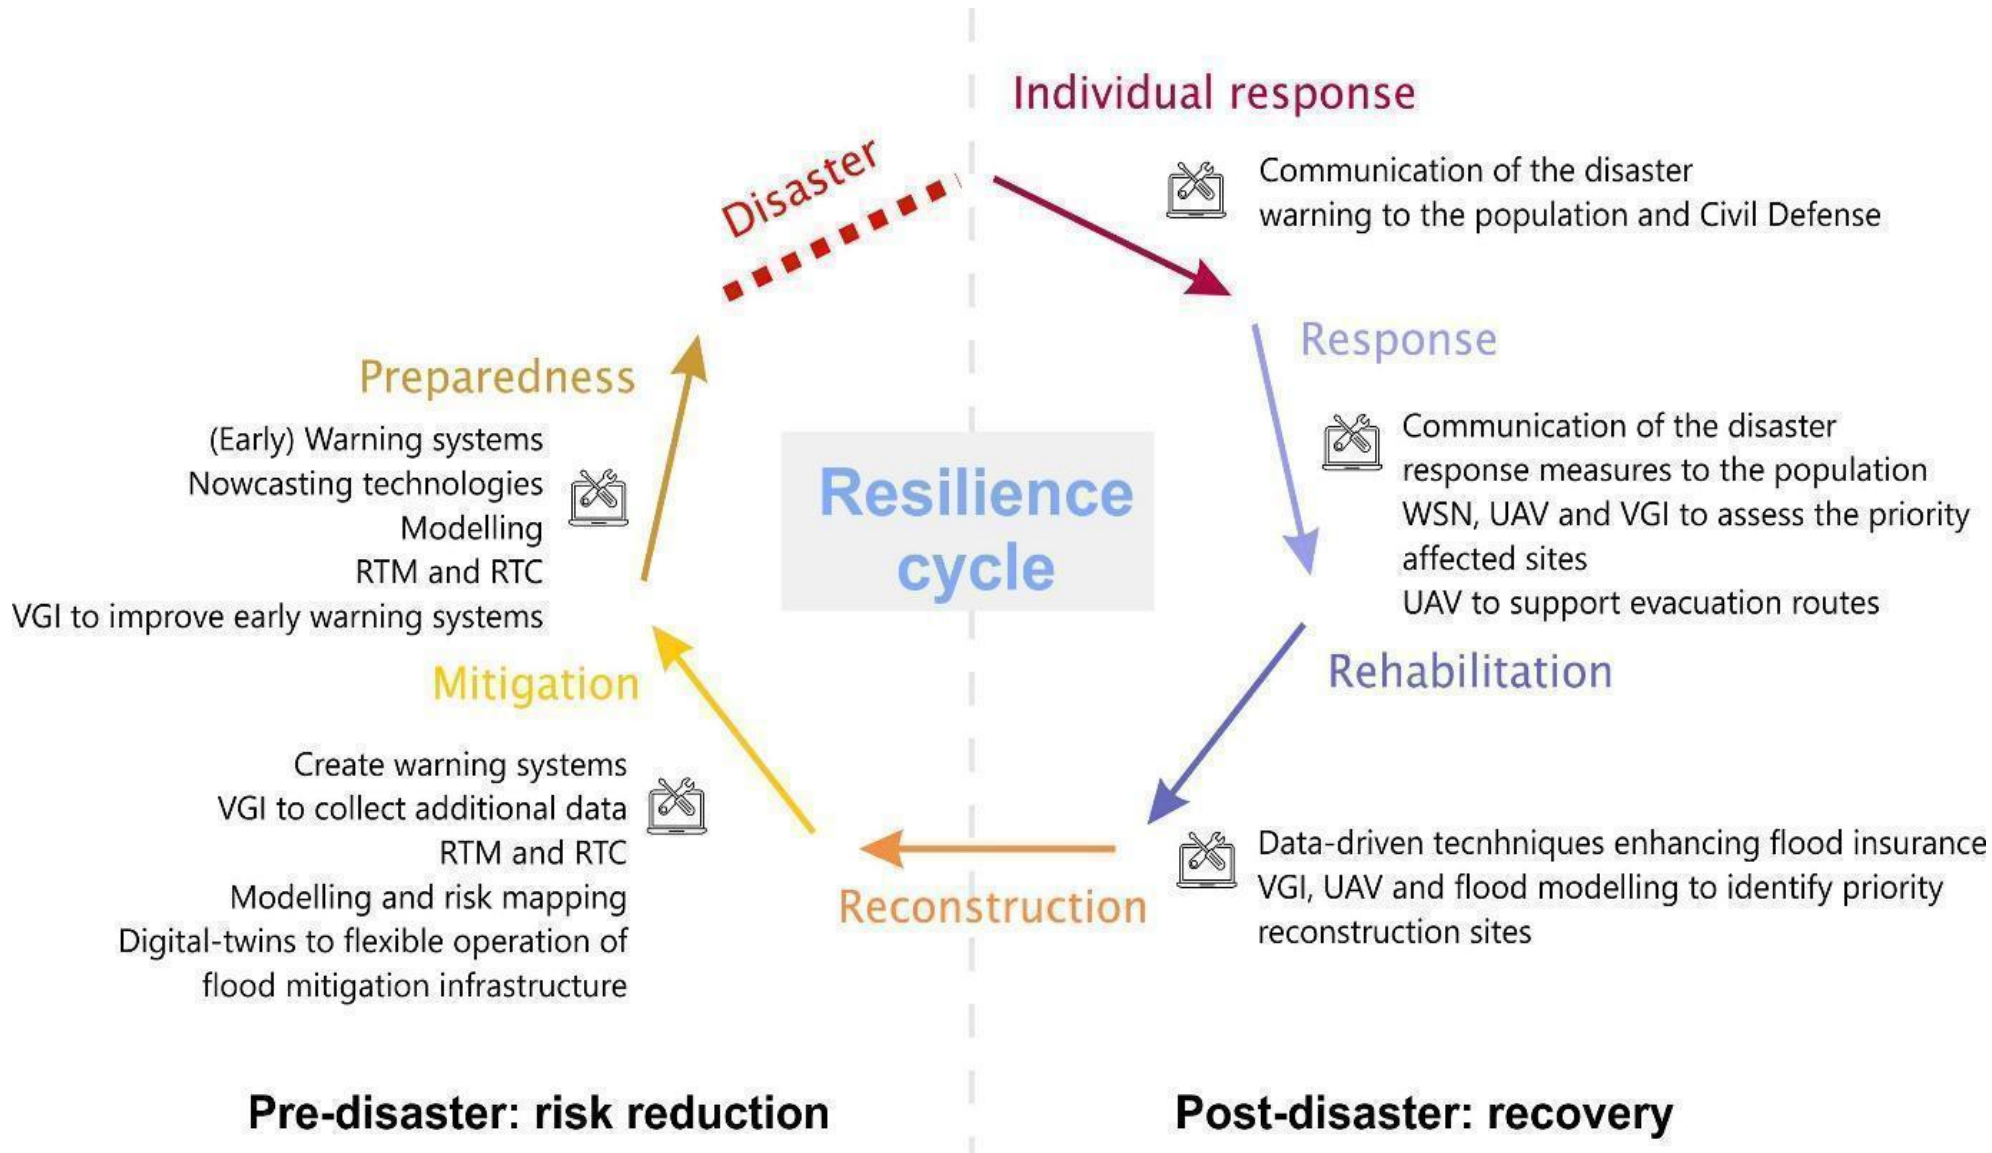 Individual response
Communication of the disaster
warning to the population and Civil Defense
Disaster
Response
Communication of the disaster
response measures to the population
WSN, UAV and VGI to assess the priority
affected sites
UAV to support evacuation routes
Preparedness
(Early) Warning systems
Nowcasting technologies
Modelling
RTM and RTC
VGI to improve early warning systems
Resilience
cycle
Rehabilitation
Data-driven tecnhniques enhancing flood insurance
VGI, UAV and flood modelling to identify priority
reconstruction sites
Mitigation
Create warning systems
VGI to collect additional data
RTM and RTC
Modelling and risk mapping
Digital-twins to flexible operation of
flood mitigation infrastructure
Reconstruction
Pre-disaster: risk reduction
Post-disaster: recovery